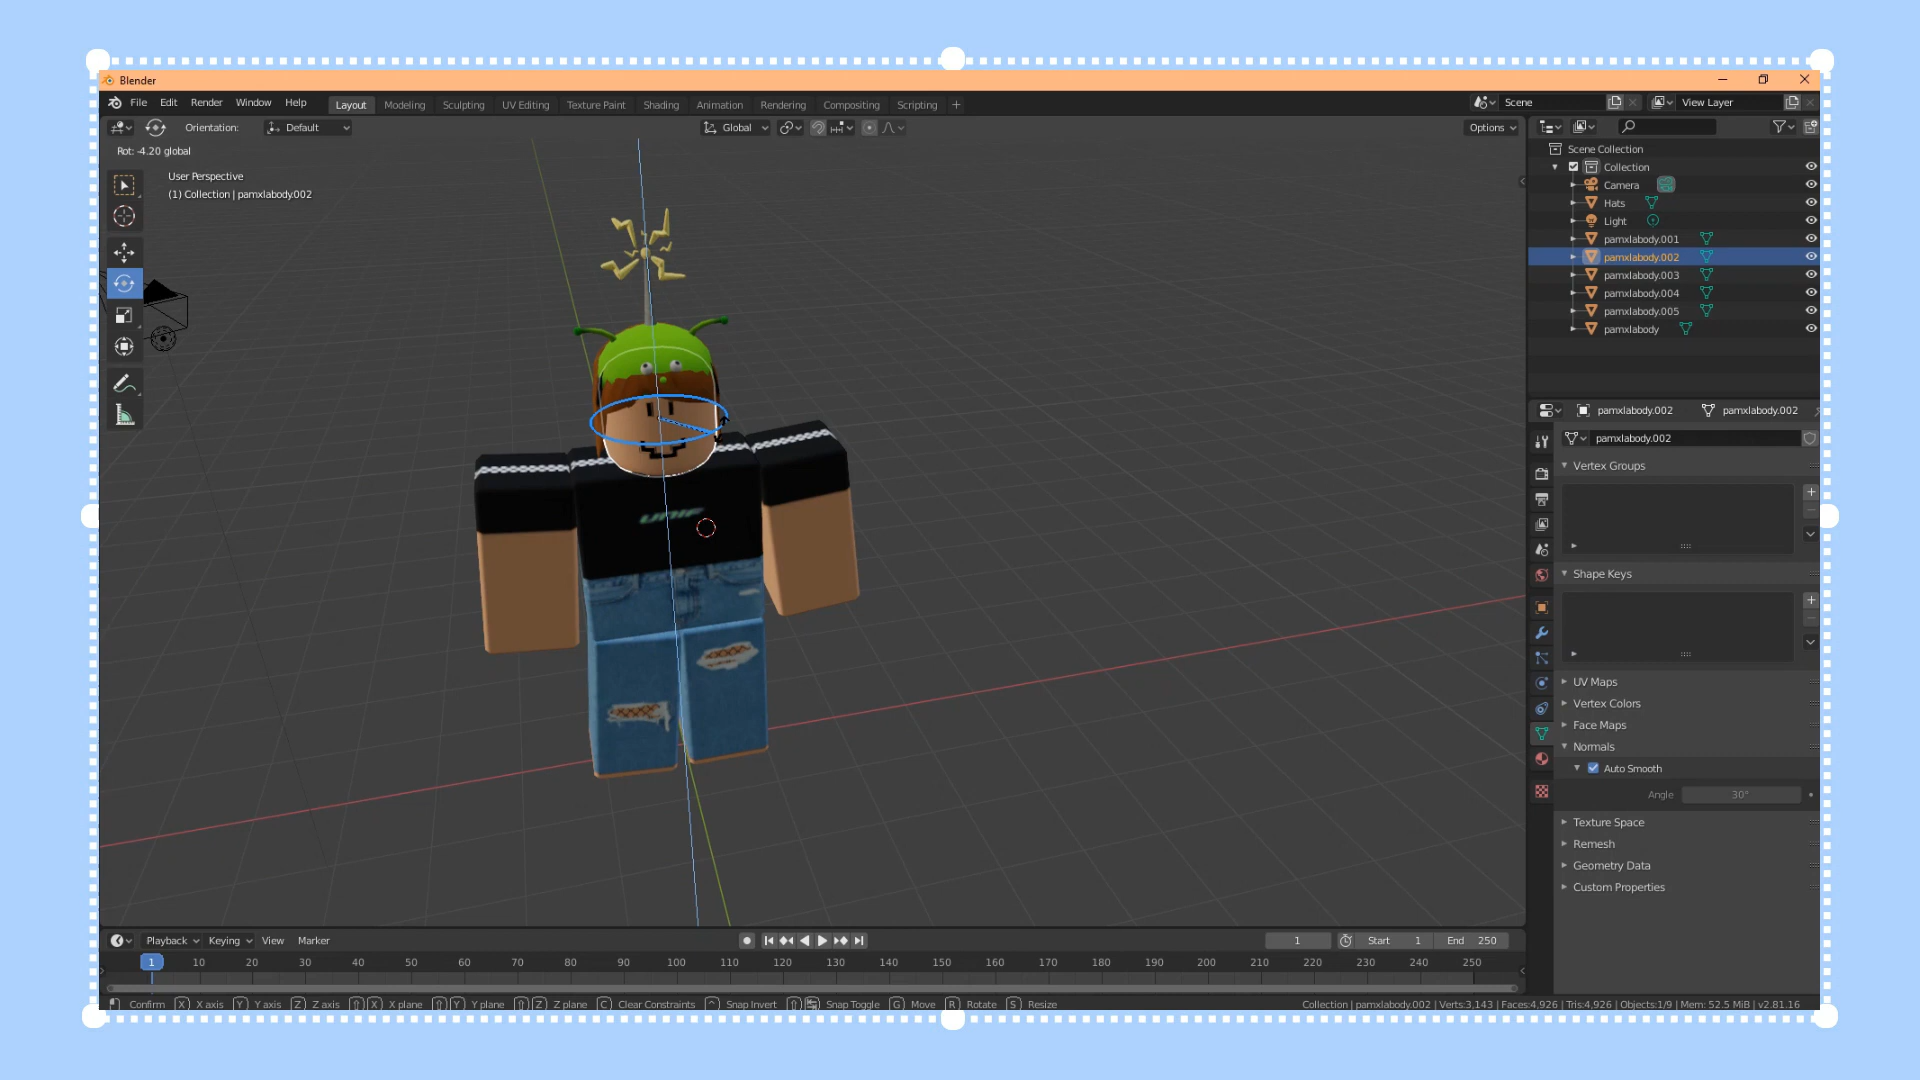 Blender
File Edit Render Window Help Layout Modeling Sculpting UV Editing Texture Paint Shading Animation Rendering Compositing Scripting + Scene View Layer
Orientation: Default Global Options
Rot: -4.20 global
User Perspective
(1) Collection | pamxlabody.002
UNIF
Scene Collection
Collection
Camera
Hats
Light
pamxlabody.001
pamxlabody.002
pamxlabody.003
pamxlabody.004
pamxlabody.005
pamxlabody
pamxlabody.002 pamxlabody.002
pamxlabody.002
Vertex Groups
Shape Keys
UV Maps
Vertex Colors
Face Maps
Normals
Auto Smooth
Angle 30°
Texture Space
Remesh
Geometry Data
Custom Properties
Playback Keying View Marker 1 Start 1 End 250
1 10 20 30 40 50 60 70 80 90 100 110 120 130 140 150 160 170 180 190 200 210 220 230 240 250
Confirm X X axis Y Y axis Z Z axis X X plane Y Y plane Z Z plane C Clear Constraints Snap Invert Snap Toggle G Move R Rotate S Resize Collection | pamxlabody.002 | Verts:3,143 | Faces:4,926 | Tris:4,926 | Objects:1/9 | Mem: 52.5 MiB | v2.81.16